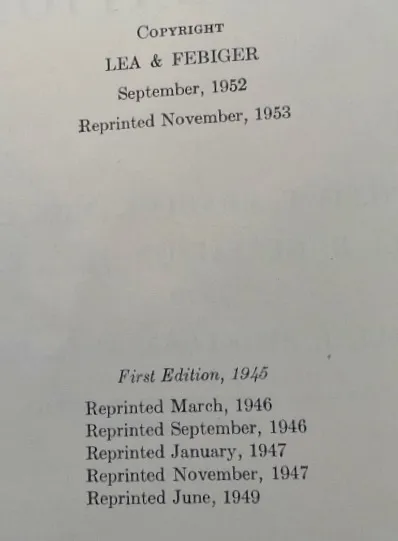 COPYRIGHT
LEA & FEBIGER
September, 1952
Reprinted November, 1953
First Edition, 1945
Reprinted March, 1946
Reprinted September, 1946
Reprinted January, 1947
Reprinted November, 1947
Reprinted June, 1949